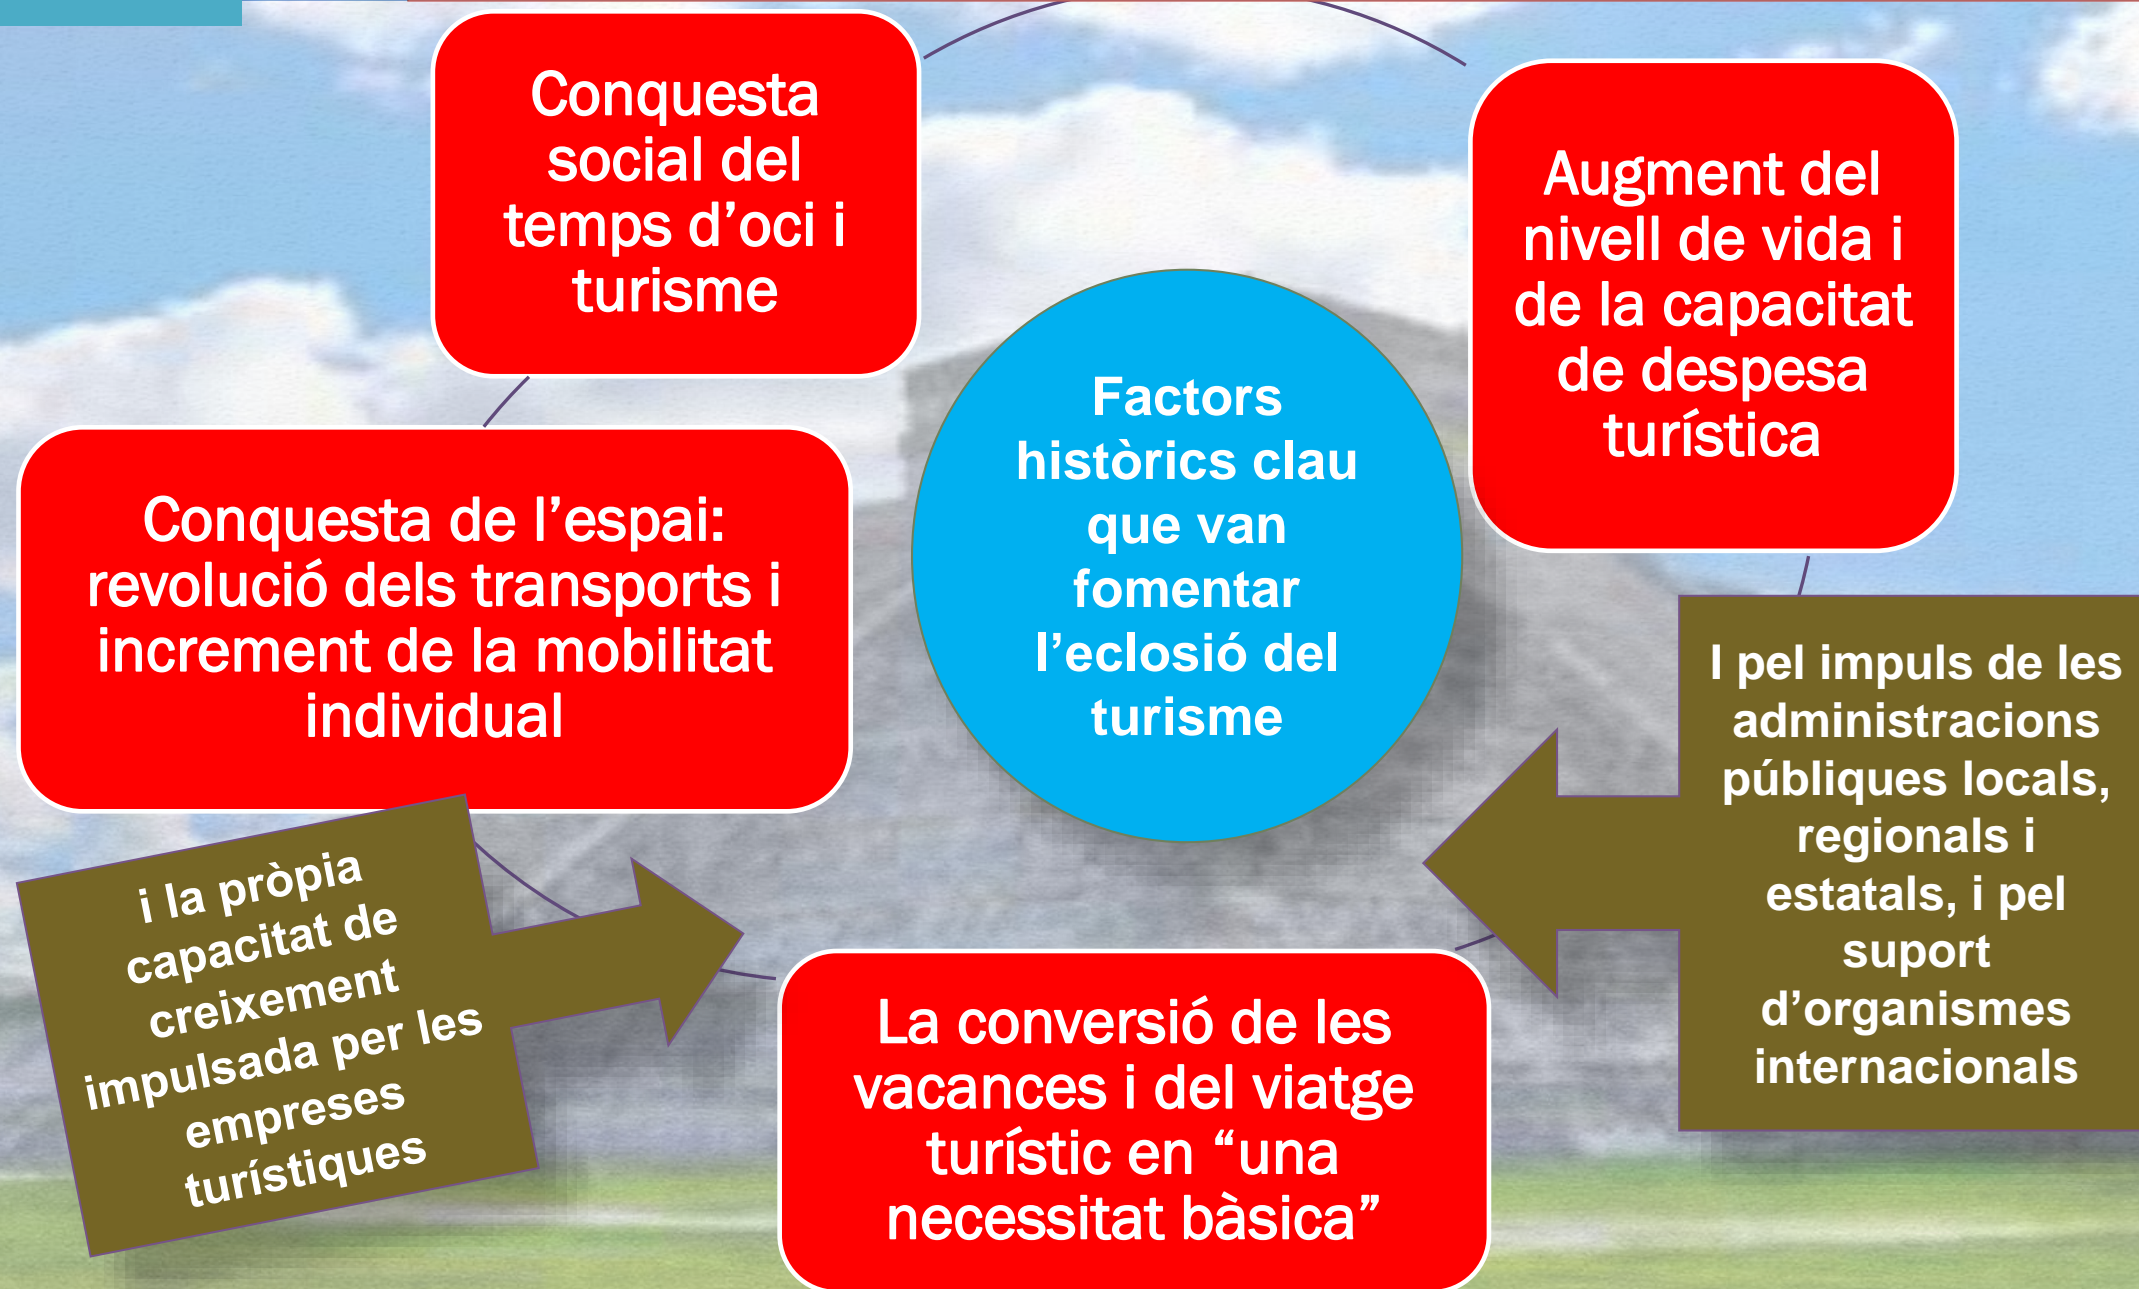 Conquesta
social del
temps d’oci i
turisme
Augment del
nivell de vida i
de la capacitat
de despesa
turística
Factors
històrics clau
que van
fomentar
l’eclosió del
turisme
Conquesta de l’espai:
revolució dels transports i
increment de la mobilitat
individual
I pel impuls de les
administracions
públiques locals,
regionals i
estatals, i pel
suport
d’organismes
internacionals
i la pròpia
capacitat de
creixement
impulsada per les
empreses
turístiques
La conversió de les
vacances i del viatge
turístic en “una
necessitat bàsica”